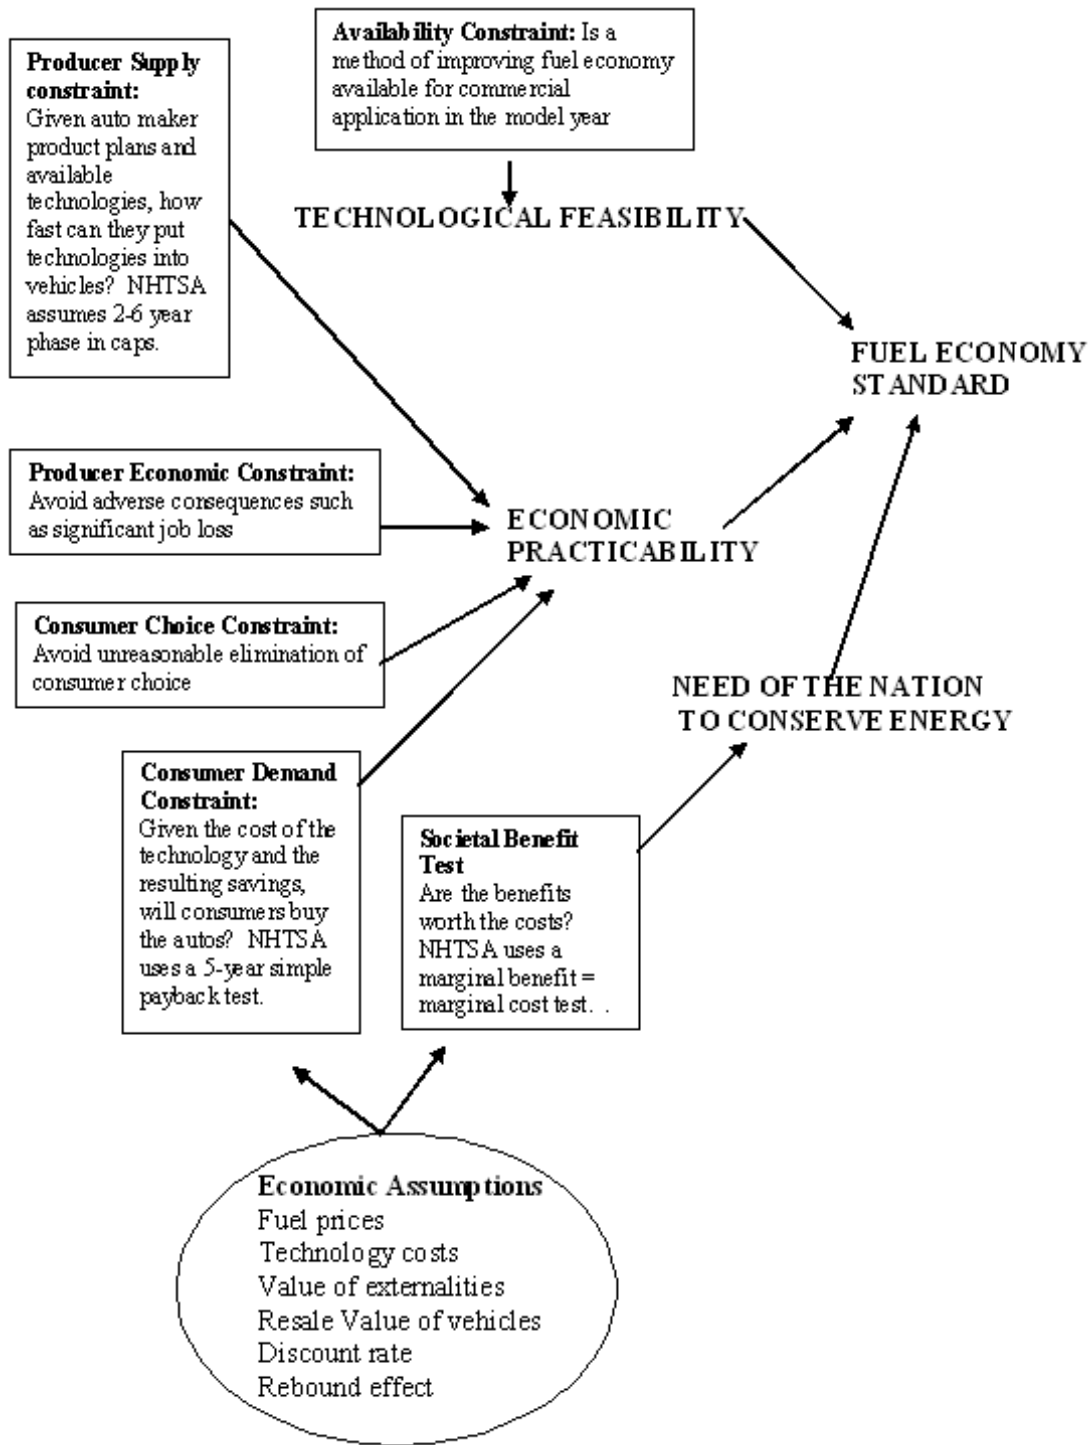 Availability Constraint: Is a
method of improving fuel economy
available for commercial
application in the model year
Producer Supply
constraint:
Given auto maker
product plans and
available
technologies, how
fast can they put
technologies into
vehicles? NHTSA
assumes 2-6 year
phase in caps.
TECHNOLOGICAL FEASIBILITY
FUEL ECONOMY
STANDARD
Producer Economic Constraint:
Avoid adverse consequences such
as significant job loss
ECONOMIC
PRACTICABILITY
Consumer Choice Constraint:
Avoid unreasonable elimination of
consumer choice
NEED OF THE NATION
TO CONSERVE ENERGY
Consumer Demand
Constraint:
Given the cost of the
technology and the
resulting savings,
will consumers buy
the autos? NHTSA
uses a 5-year simple
payback test.
Societal Benefit
Test
Are the benefits
worth the costs?
NHTSA uses a
marginal benefit =
marginal cost test. .
Economic Assumptions
Fuel prices
Technology costs
Value of externalities
Resale Value of vehicles
Discount rate
Rebound effect